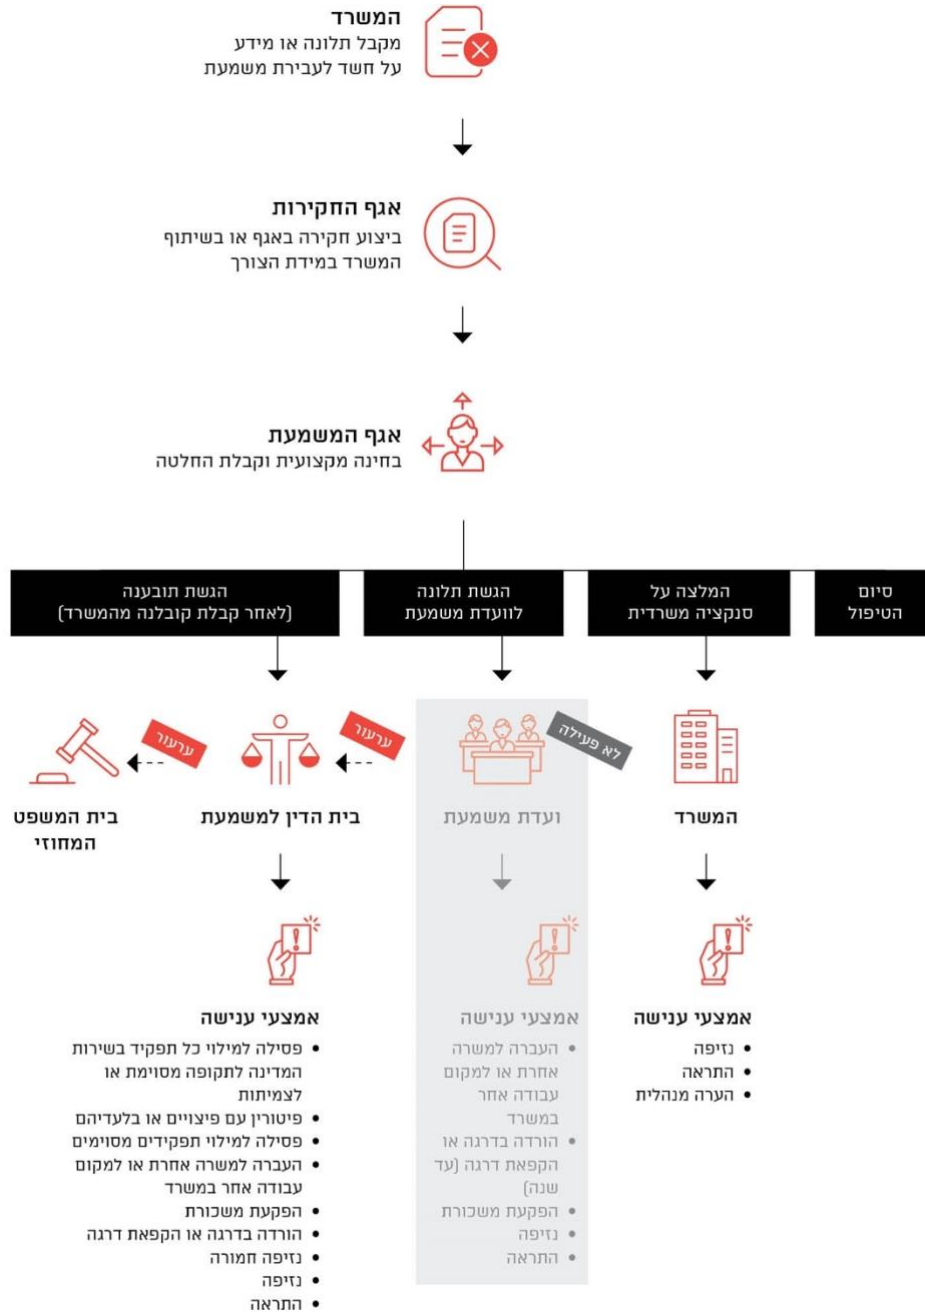 המשרד
מקבל תלונה או מידע
על חשד לעבירת משמעת
אגף החקירות
ביצוע חקירה באגף או בשיתוף
המשרד במידת הצורך
אגף המשמעת
בחינה מקצועית וקבלת החלטה
סיום
הטיפול
המלצה על
סנקציה משרדית
הגשת תלונה
לוועדת משמעת
הגשת תובענה
(לאחר קבלת קובלנה מהמשרד)
המשרד
אמצעי ענישה
• נזיפה
• התראה
• הערה מנהלית
לא פעילה
ועדת משמעת
אמצעי ענישה
• העברה למשרה
אחרת או למקום
עבודה אחר
במשרד
• הורדה בדרגה או
הקפאת דרגה (עד
שנה)
• הפקעת משכורת
• נזיפה
• התראה
ערעור
בית הדין למשמעת
אמצעי ענישה
• פסילה למילוי כל תפקיד בשירות
המדינה לתקופה מסוימת או
לצמיתות
• פיטורין עם פיצויים או בלעדיהם
• פסילה למילוי תפקידים מסוימים
• העברה למשרה אחרת או למקום
עבודה אחר במשרד
• הפקעת משכורת
• הורדה בדרגה או הקפאת דרגה
• נזיפה חמורה
• נזיפה
• התראה
ערעור
בית המשפט
המחוזי